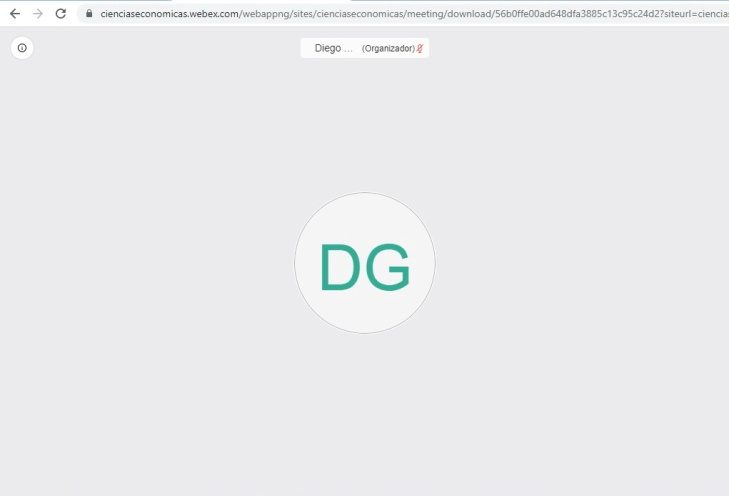 cienciaseconomicas.webex.com/webappng/sites/cienciaseconomicas/meeting/download/56b0ffe00ad648dfa3885c13c95c24d2?siteurl=ciencias
Diego ... (Organizador)
DG